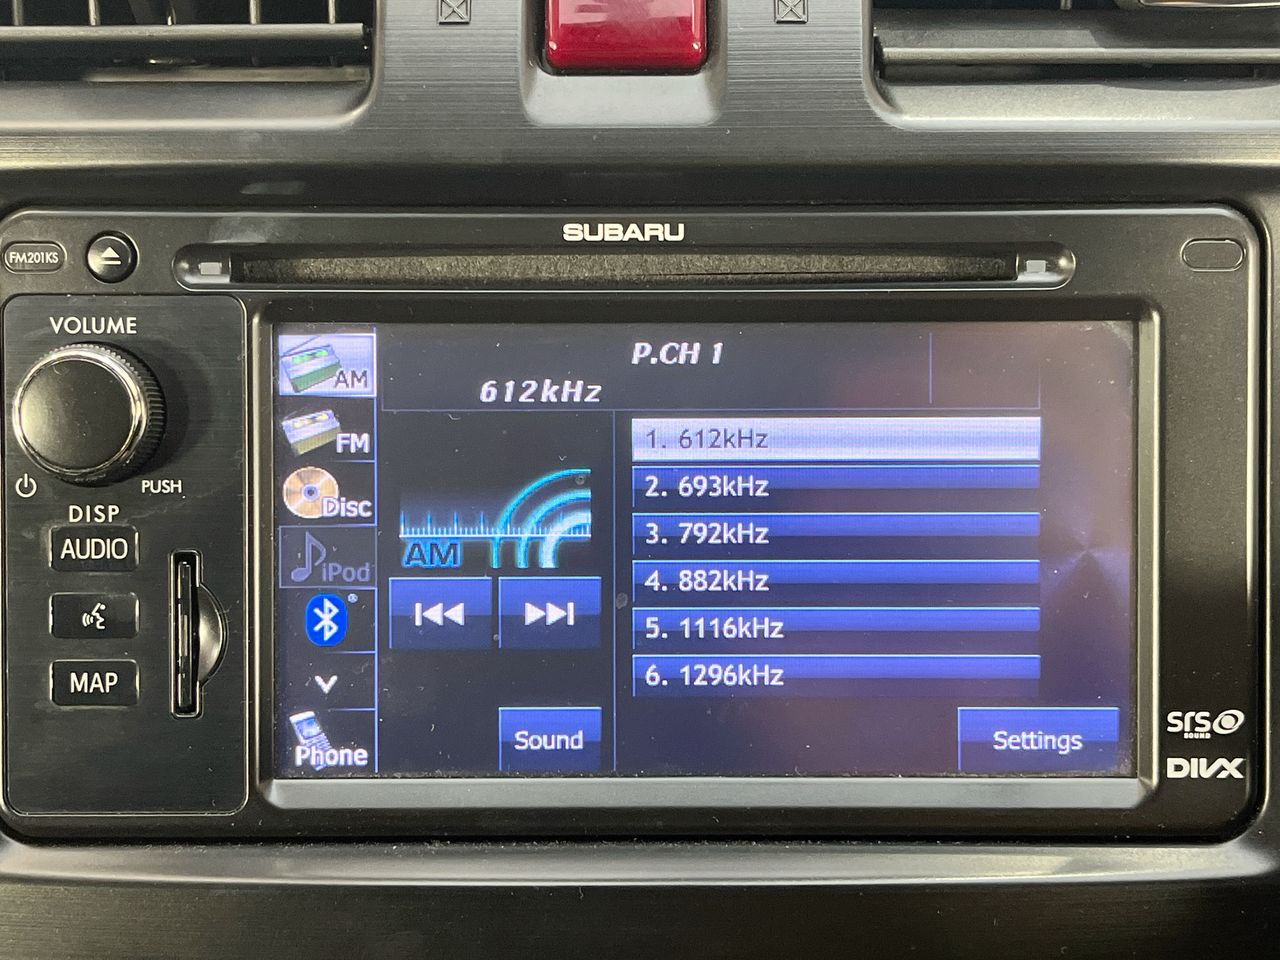 SUBARU
FM201KS
VOLUME
PUSH
DISP
AUDIO
MAP
AM
FM
Disc
iPod
Phone
P.CH 1
612kHz
AM
Sound
1. 612kHz
2. 693kHz
3. 792kHz
4. 882kHz
5. 1116kHz
6. 1296kHz
Settings
SRS
SOUND
DIVX